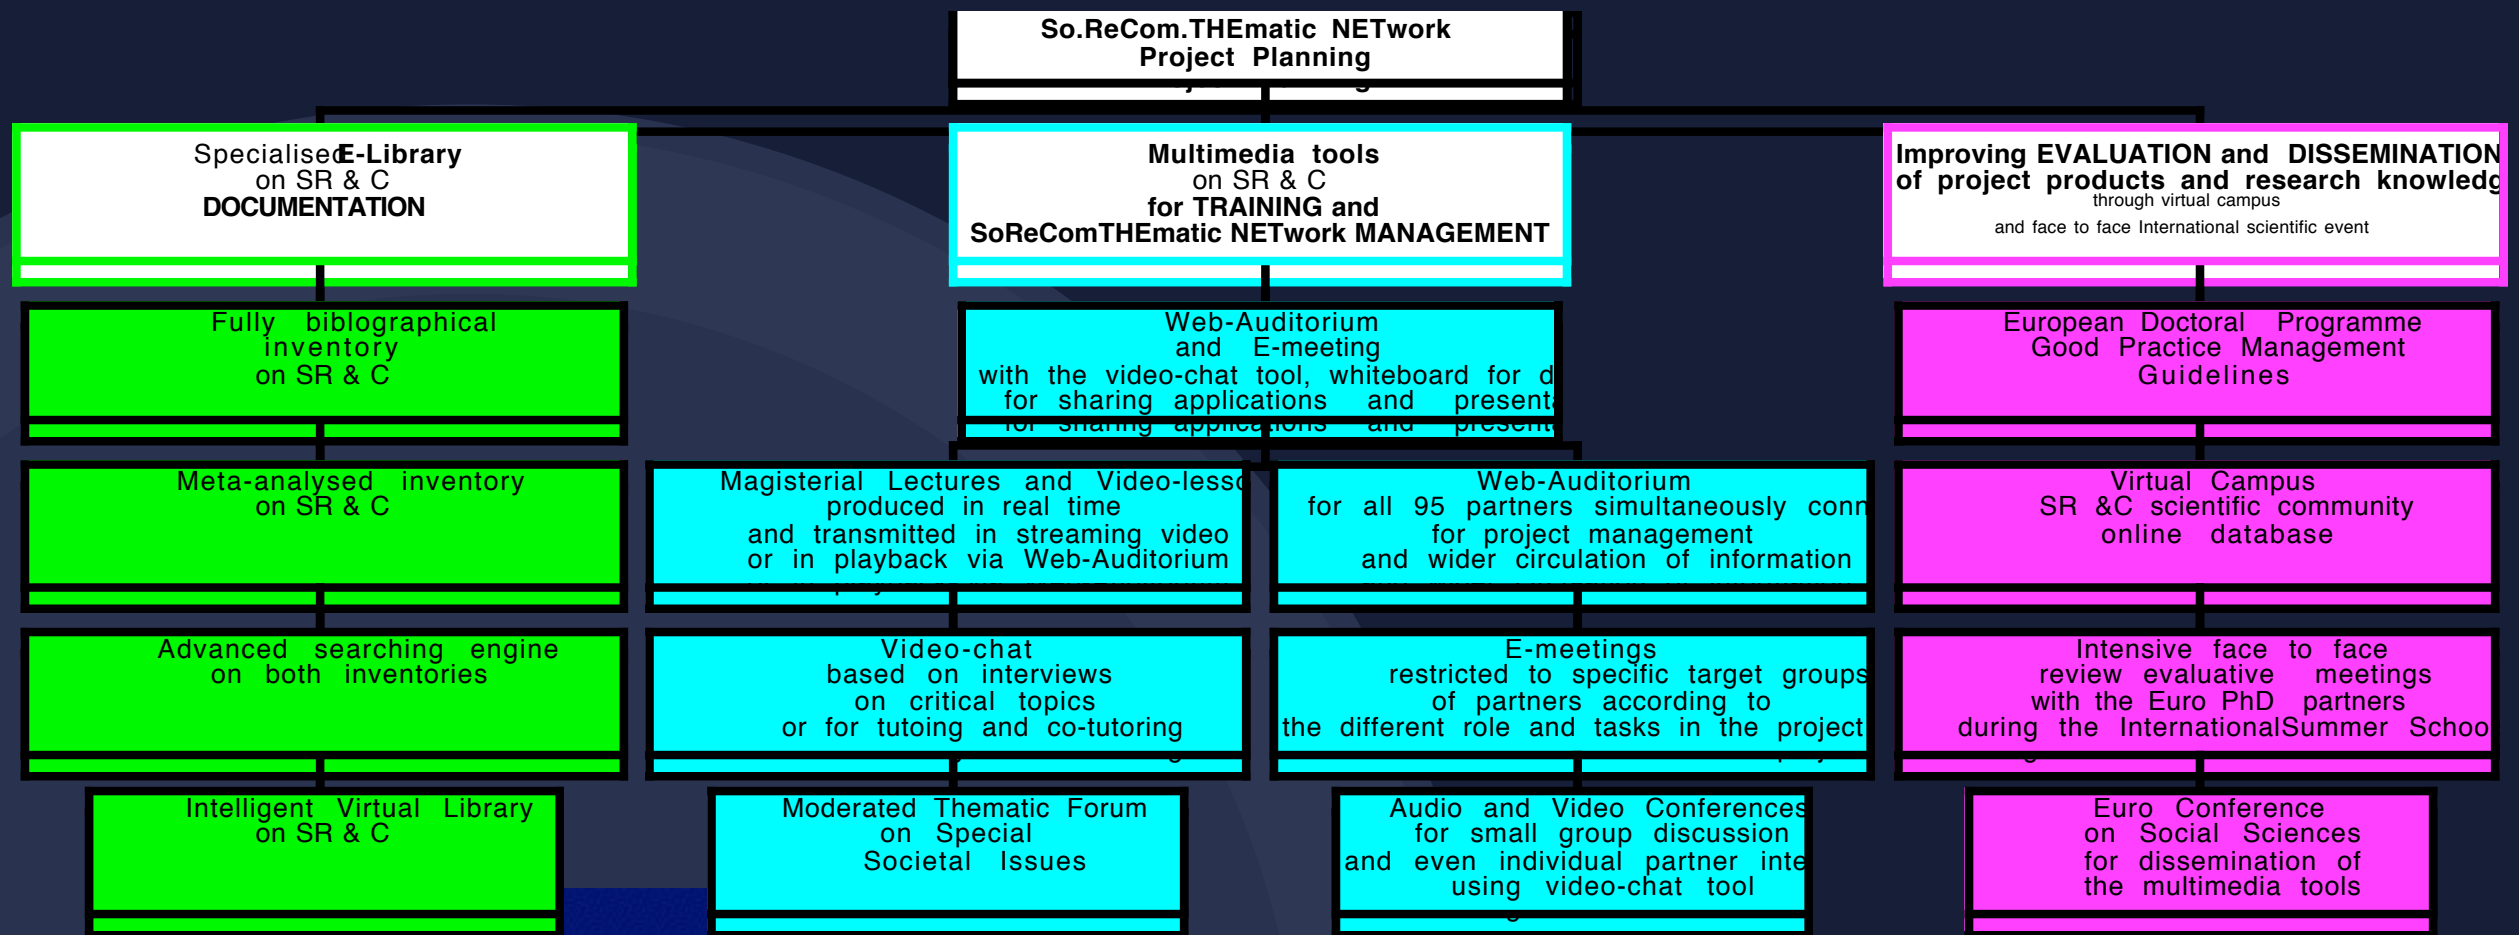 So.ReCom.THEmatic NETwork
Project Planning
Specialised E-Library
on SR & C
DOCUMENTATION
Multimedia tools
on SR & C
for TRAINING and
SoReComTHEmatic NETwork MANAGEMENT
Improving EVALUATION and DISSEMINATION
of project products and research knowledg
through virtual campus
and face to face International scientific event
Fully biblographical
inventory
on SR & C
Web-Auditorium
and E-meeting
with the video-chat tool, whiteboard for d
for sharing applications and present
European Doctoral Programme
Good Practice Management
Guidelines
Meta-analysed inventory
on SR & C
Magisterial Lectures and Video-lesso
produced in real time
and transmitted in streaming video
or in playback via Web-Auditorium
Web-Auditorium
for all 95 partners simultaneously conn
for project management
and wider circulation of information
Virtual Campus
SR &C scientific community
online database
Advanced searching engine
on both inventories
Video-chat
based on interviews
on critical topics
or for tutoing and co-tutoring
E-meetings
restricted to specific target groups
of partners according to
the different role and tasks in the project
Intensive face to face
review evaluative meetings
with the Euro PhD partners
during the InternationalSummer Schoo
Intelligent Virtual Library
on SR & C
Moderated Thematic Forum
on Special
Societal Issues
Audio and Video Conferences
for small group discussion
and even individual partner inte
using video-chat tool
Euro Conference
on Social Sciences
for dissemination of
the multimedia tools